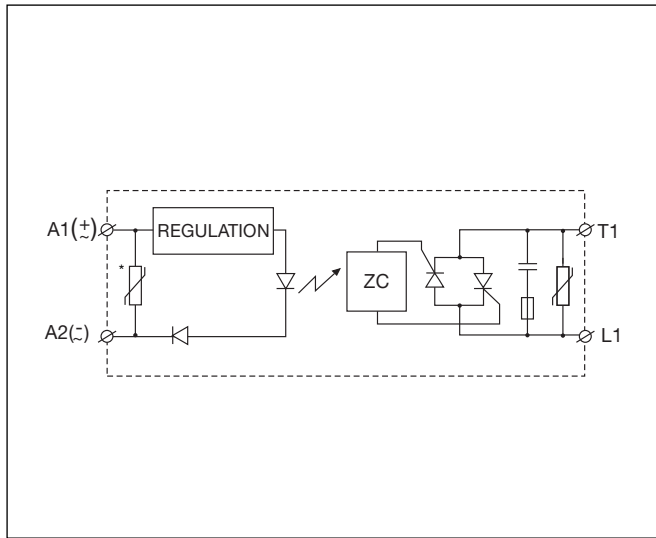 A1(±~)
REGULATION
T1
*
ZC
A2(-~)
L1